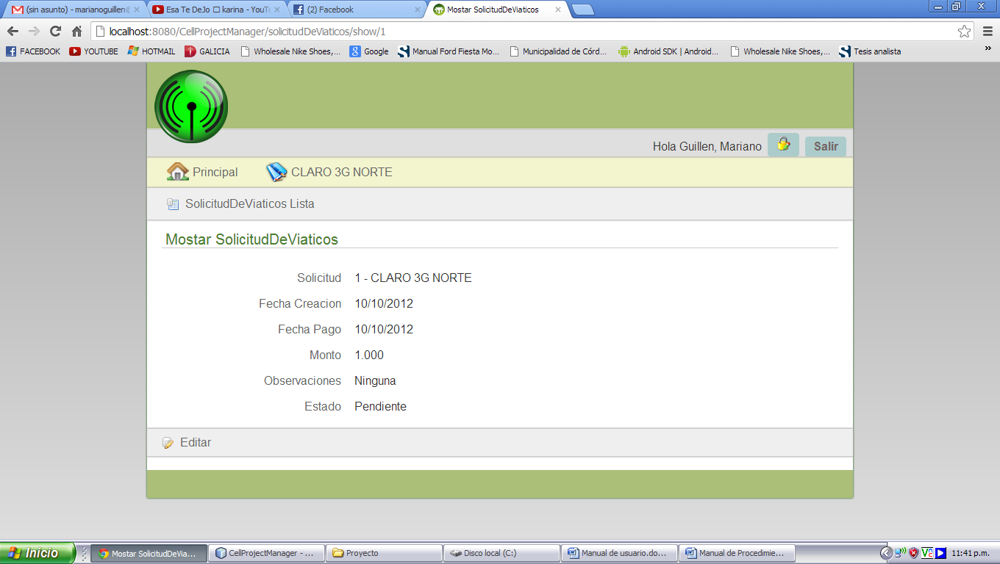 (sin asunto) - marianoguillen@
Esa Te DeJo □ karina - YouTu
(2) Facebook
Mostar SolicitudDeViaticos
localhost:8080/CellProjectManager/solicitudDeViaticos/show/1
FACEBOOK YOUTUBE HOTMAIL GALICIA Wholesale Nike Shoes,... Google Manual Ford Fiesta Mo... Municipalidad de Córd... Android SDK | Android... Wholesale Nike Shoes,... Tesis analista »
Hola Guillen, Mariano Salir
Principal CLARO 3G NORTE
SolicitudDeViaticos Lista
Mostar SolicitudDeViaticos
Solicitud 1 - CLARO 3G NORTE
Fecha Creacion 10/10/2012
Fecha Pago 10/10/2012
Monto 1.000
Observaciones Ninguna
Estado Pendiente
Editar
Inicio Mostar SolicitudDeVia... CellProjectManager - ... Proyecto Disco local (C:) Manual de usuario.do... Manual de Procedimie... 11:41 p.m.